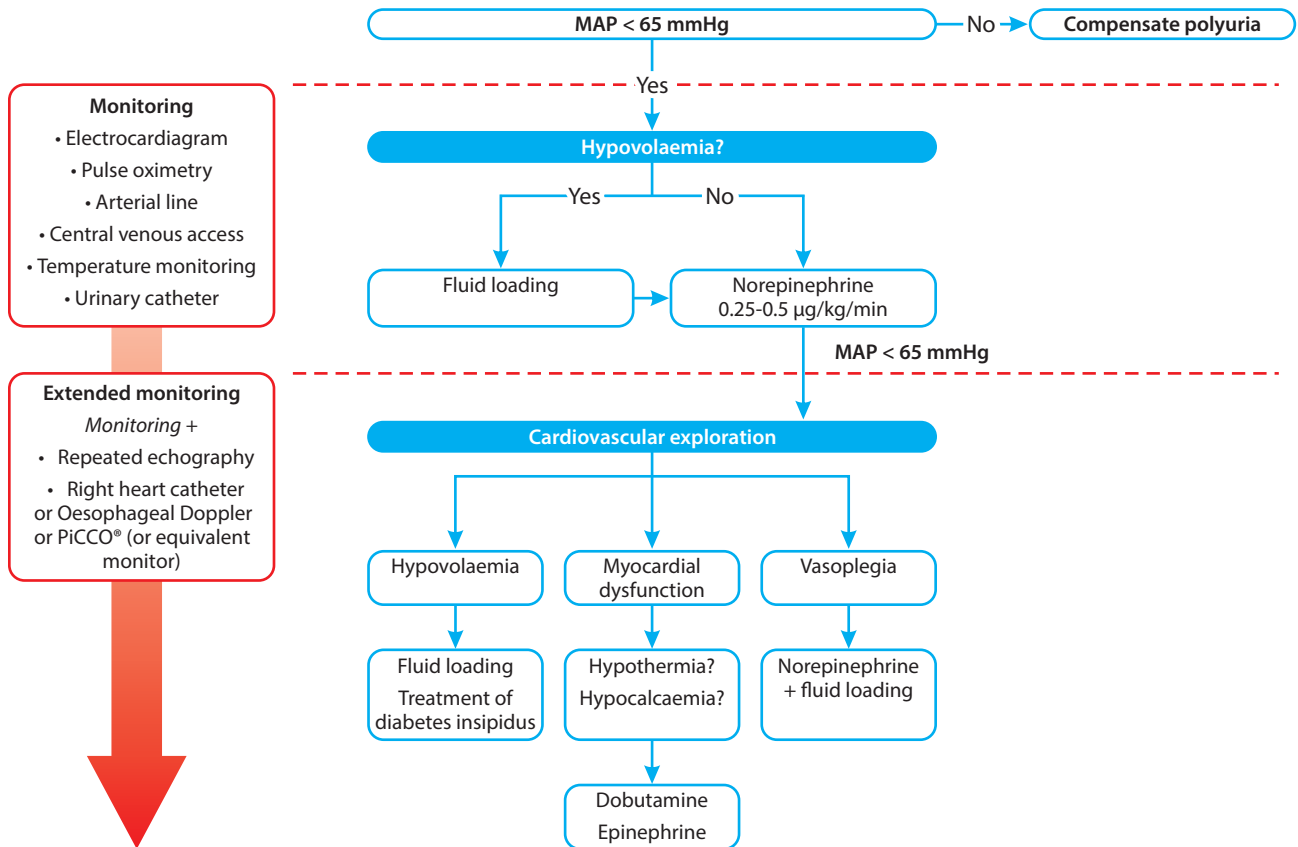 MAP < 65 mmHg
No
Compensate polyuria
Yes
Monitoring
• Electrocardiagram
• Pulse oximetry
• Arterial line
• Central venous access
• Temperature monitoring
• Urinary catheter
Hypovolaemia?
Yes
No
Fluid loading
Norepinephrine
0.25-0.5 µg/kg/min
MAP < 65 mmHg
Extended monitoring
Monitoring +
• Repeated echography
• Right heart catheter
or Oesophageal Doppler
or PiCCO® (or equivalent
monitor)
Cardiovascular exploration
Hypovolaemia
Myocardial
dysfunction
Vasoplegia
Fluid loading
Treatment of
diabetes insipidus
Hypothermia?
Hypocalcaemia?
Norepinephrine
+ fluid loading
Dobutamine
Epinephrine